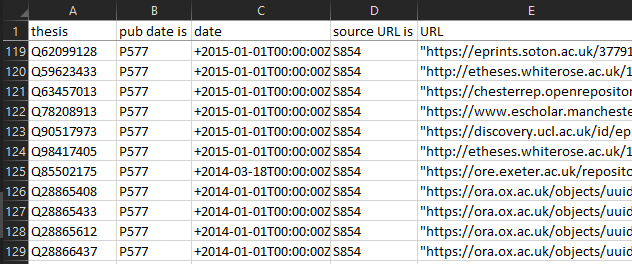 A B C D E
1 thesis pub date is date source URL is URL
119 Q62099128 P577 +2015-01-01T00:00:00Z S854 "https://eprints.soton.ac.uk/37791
120 Q59623433 P577 +2015-01-01T00:00:00Z S854 "http://etheses.whiterose.ac.uk/1
121 Q63457013 P577 +2015-01-01T00:00:00Z S854 "https://chesterrep.openrepositor
122 Q78208913 P577 +2015-01-01T00:00:00Z S854 "https://www.escholar.mancheste
123 Q90517973 P577 +2015-01-01T00:00:00Z S854 "https://discovery.ucl.ac.uk/id/ep
124 Q98417405 P577 +2015-01-01T00:00:00Z S854 "http://etheses.whiterose.ac.uk/1
125 Q85502175 P577 +2014-03-18T00:00:00Z S854 "https://ore.exeter.ac.uk/reposito
126 Q28865408 P577 +2014-01-01T00:00:00Z S854 "https://ora.ox.ac.uk/objects/uuid
127 Q28865433 P577 +2014-01-01T00:00:00Z S854 "https://ora.ox.ac.uk/objects/uuid
128 Q28865612 P577 +2014-01-01T00:00:00Z S854 "https://ora.ox.ac.uk/objects/uuid
129 Q28866437 P577 +2014-01-01T00:00:00Z S854 "https://ora.ox.ac.uk/objects/uuid